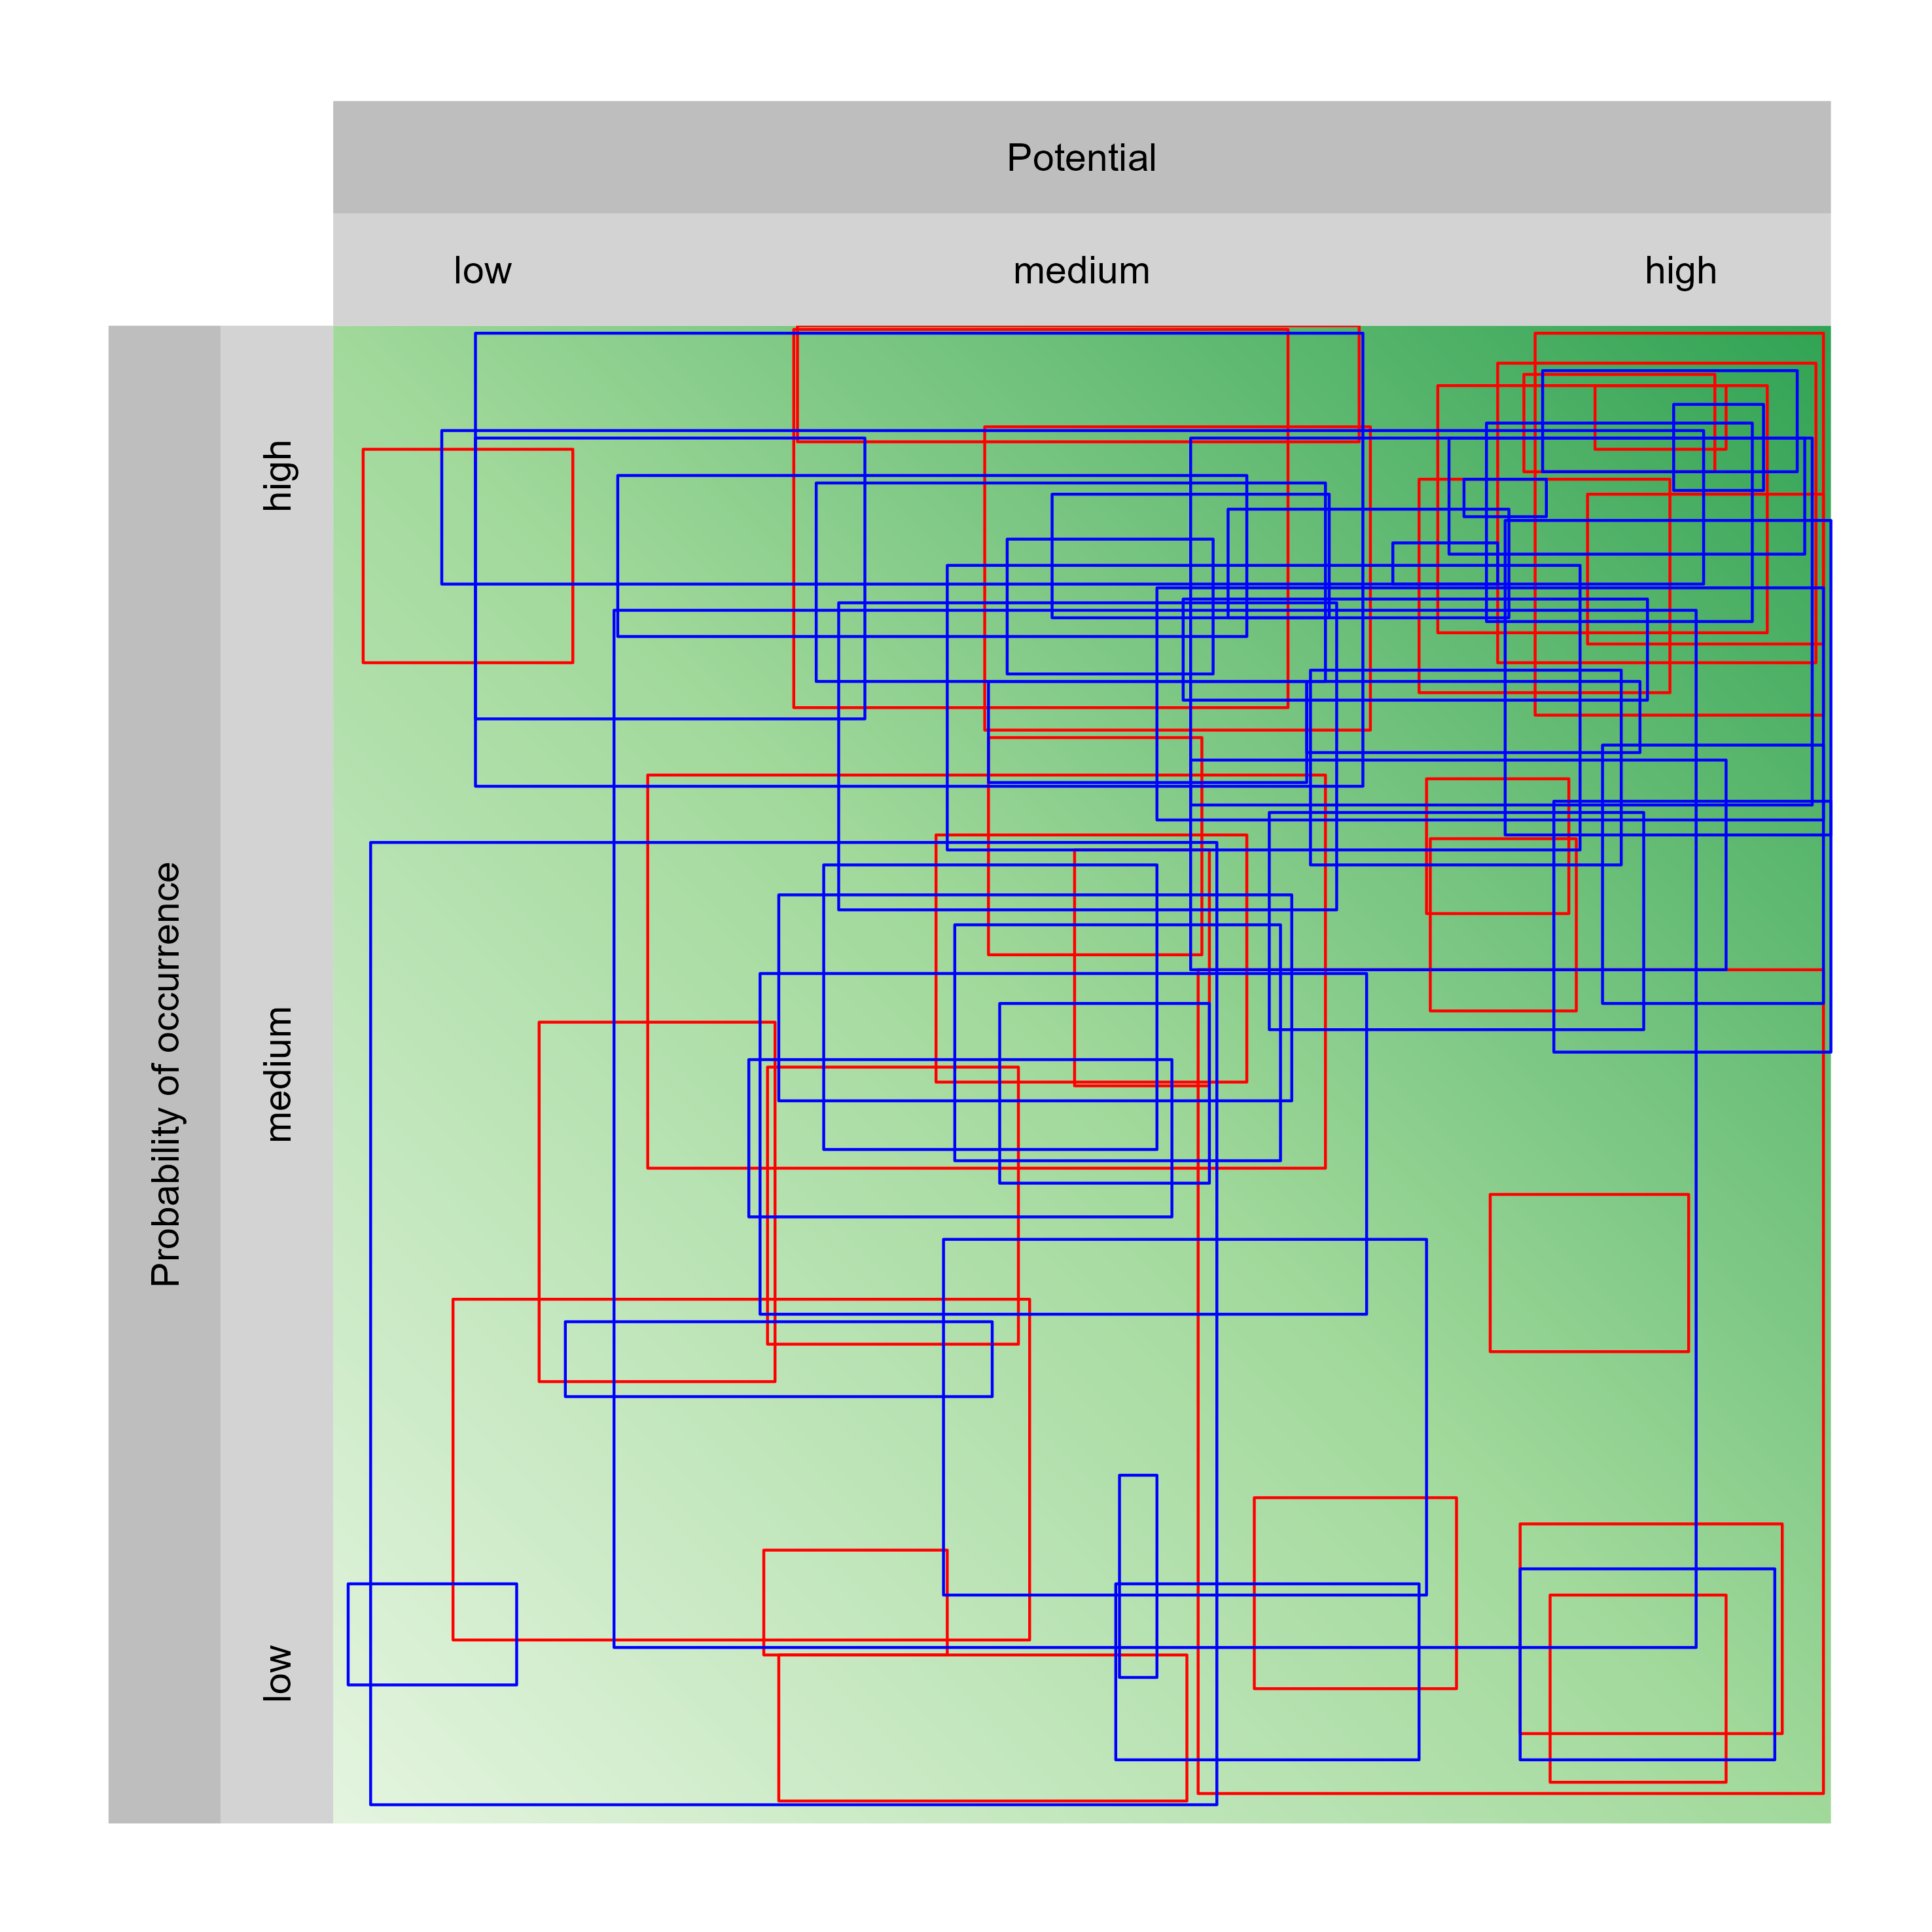 Potential
low
medium
high
Probability of occurrence
high
medium
low